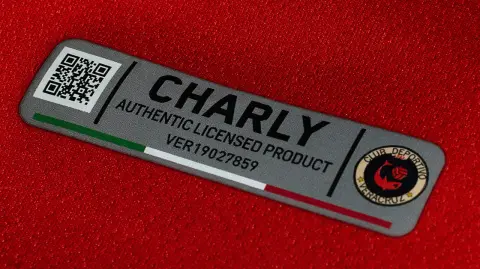 CHARLY
AUTHENTIC LICENSED PRODUCT
VER19027859
CLUB DEPORTIVO
VERACRUZ